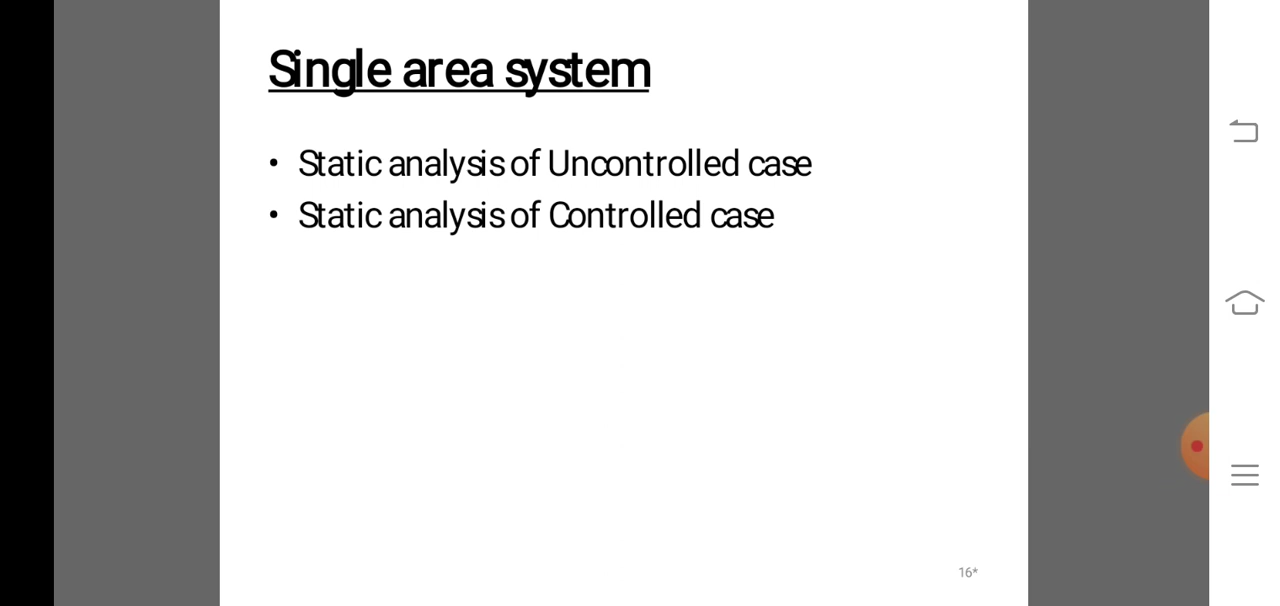 Single area system
• Static analysis of Uncontrolled case
• Static analysis of Controlled case
16*